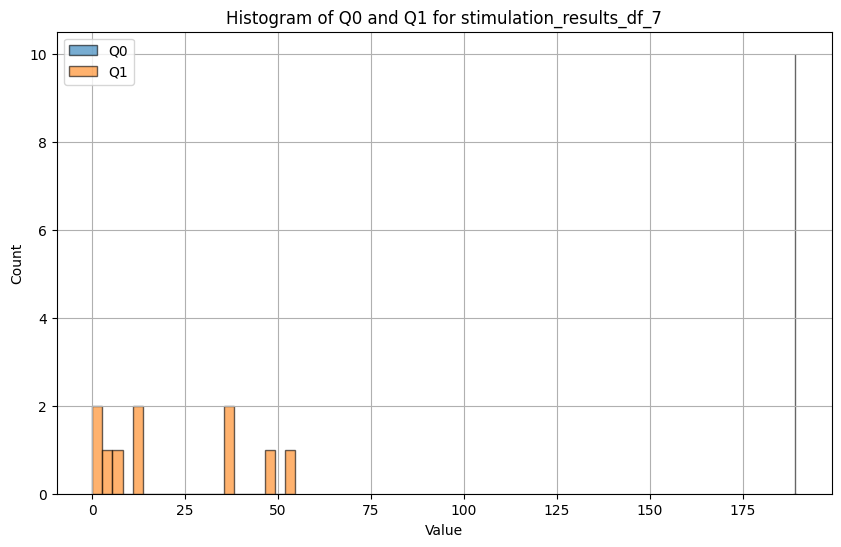 Histogram of Q0 and Q1 for stimulation_results_df_7
Q0
Q1
Count
10
8
6
4
2
0
0 25 50 75 100 125 150 175
Value